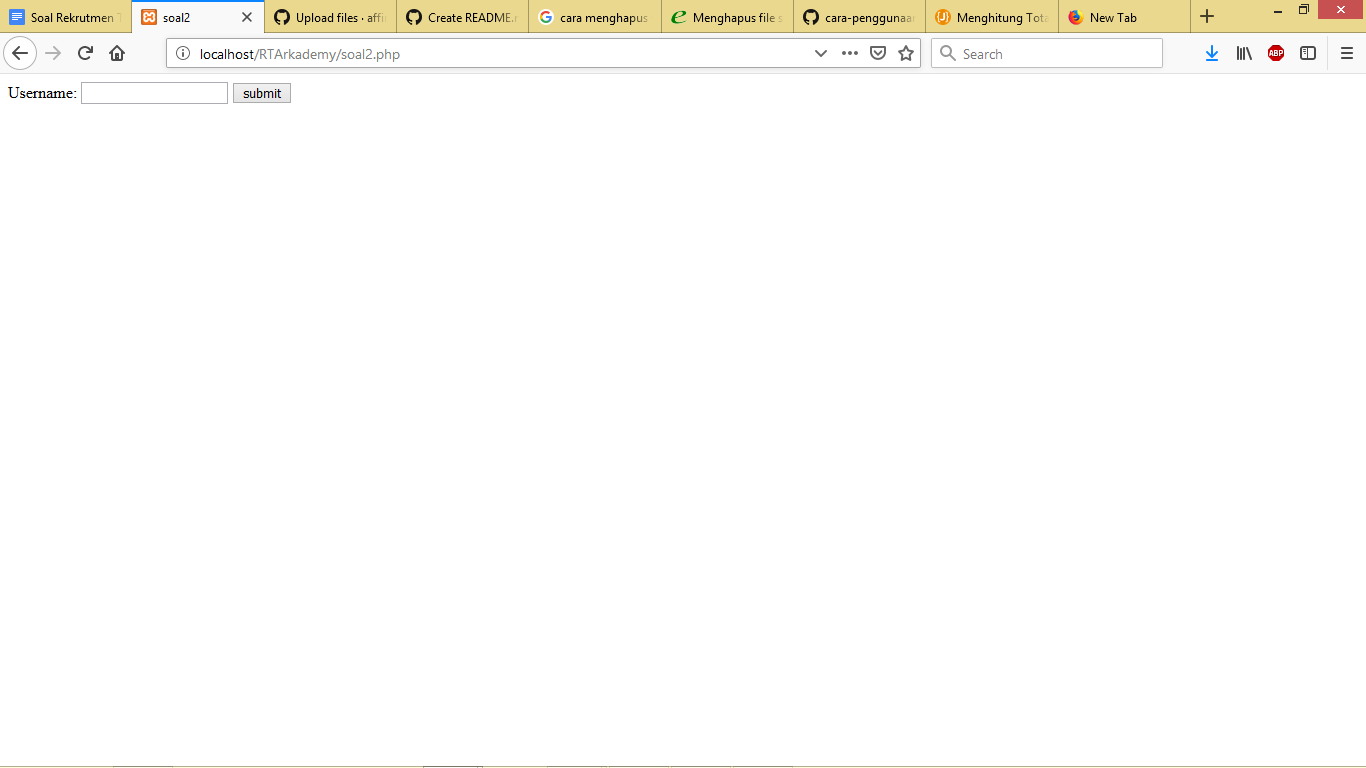 Soal Rekrutmen T
soal2
Upload files · affi
Create README.
cara menghapus
Menghapus file s
cara-penggunaan
Menghitung Tota
New Tab
localhost/RTArkademy/soal2.php
Search
ABP
Username:
submit